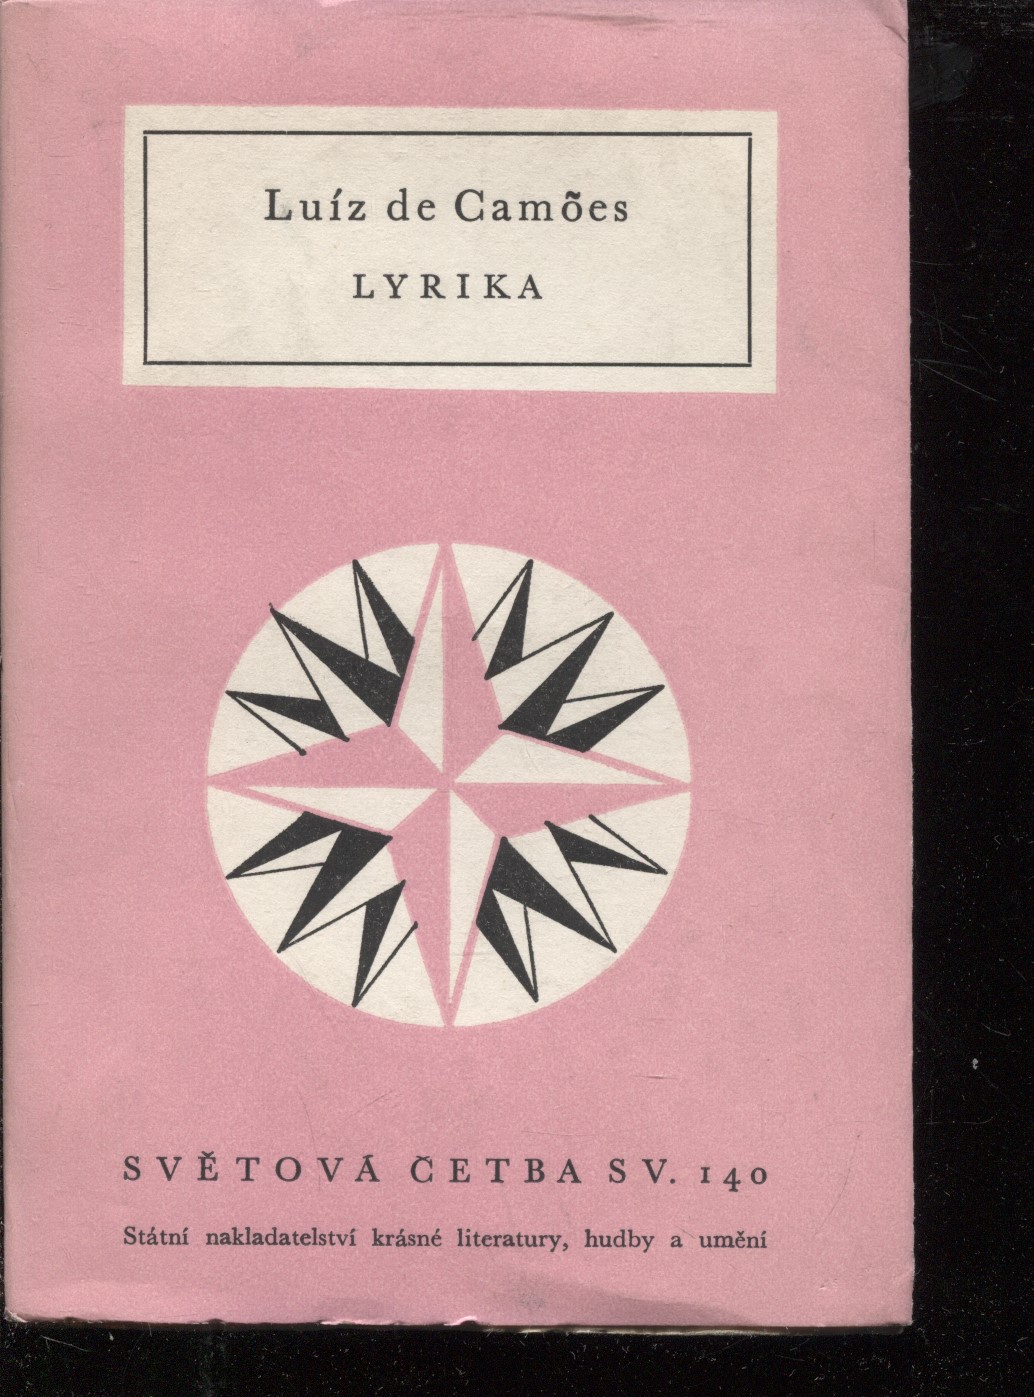 Luíz de Camões
LYRIKA
SVĚTOVÁ ČETBA SV. 140
Státní nakladatelství krásné literatury, hudby a umění